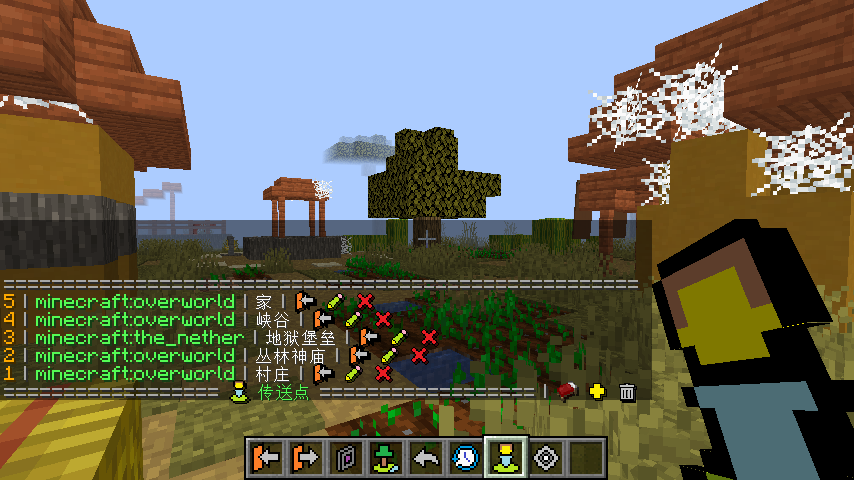 5 | minecraft:overworld | 家 |
4 | minecraft:overworld | 峡谷 |
3 | minecraft:the_nether | 地狱堡垒 |
2 | minecraft:overworld | 丛林神庙 |
1 | minecraft:overworld | 村庄 |
传送点